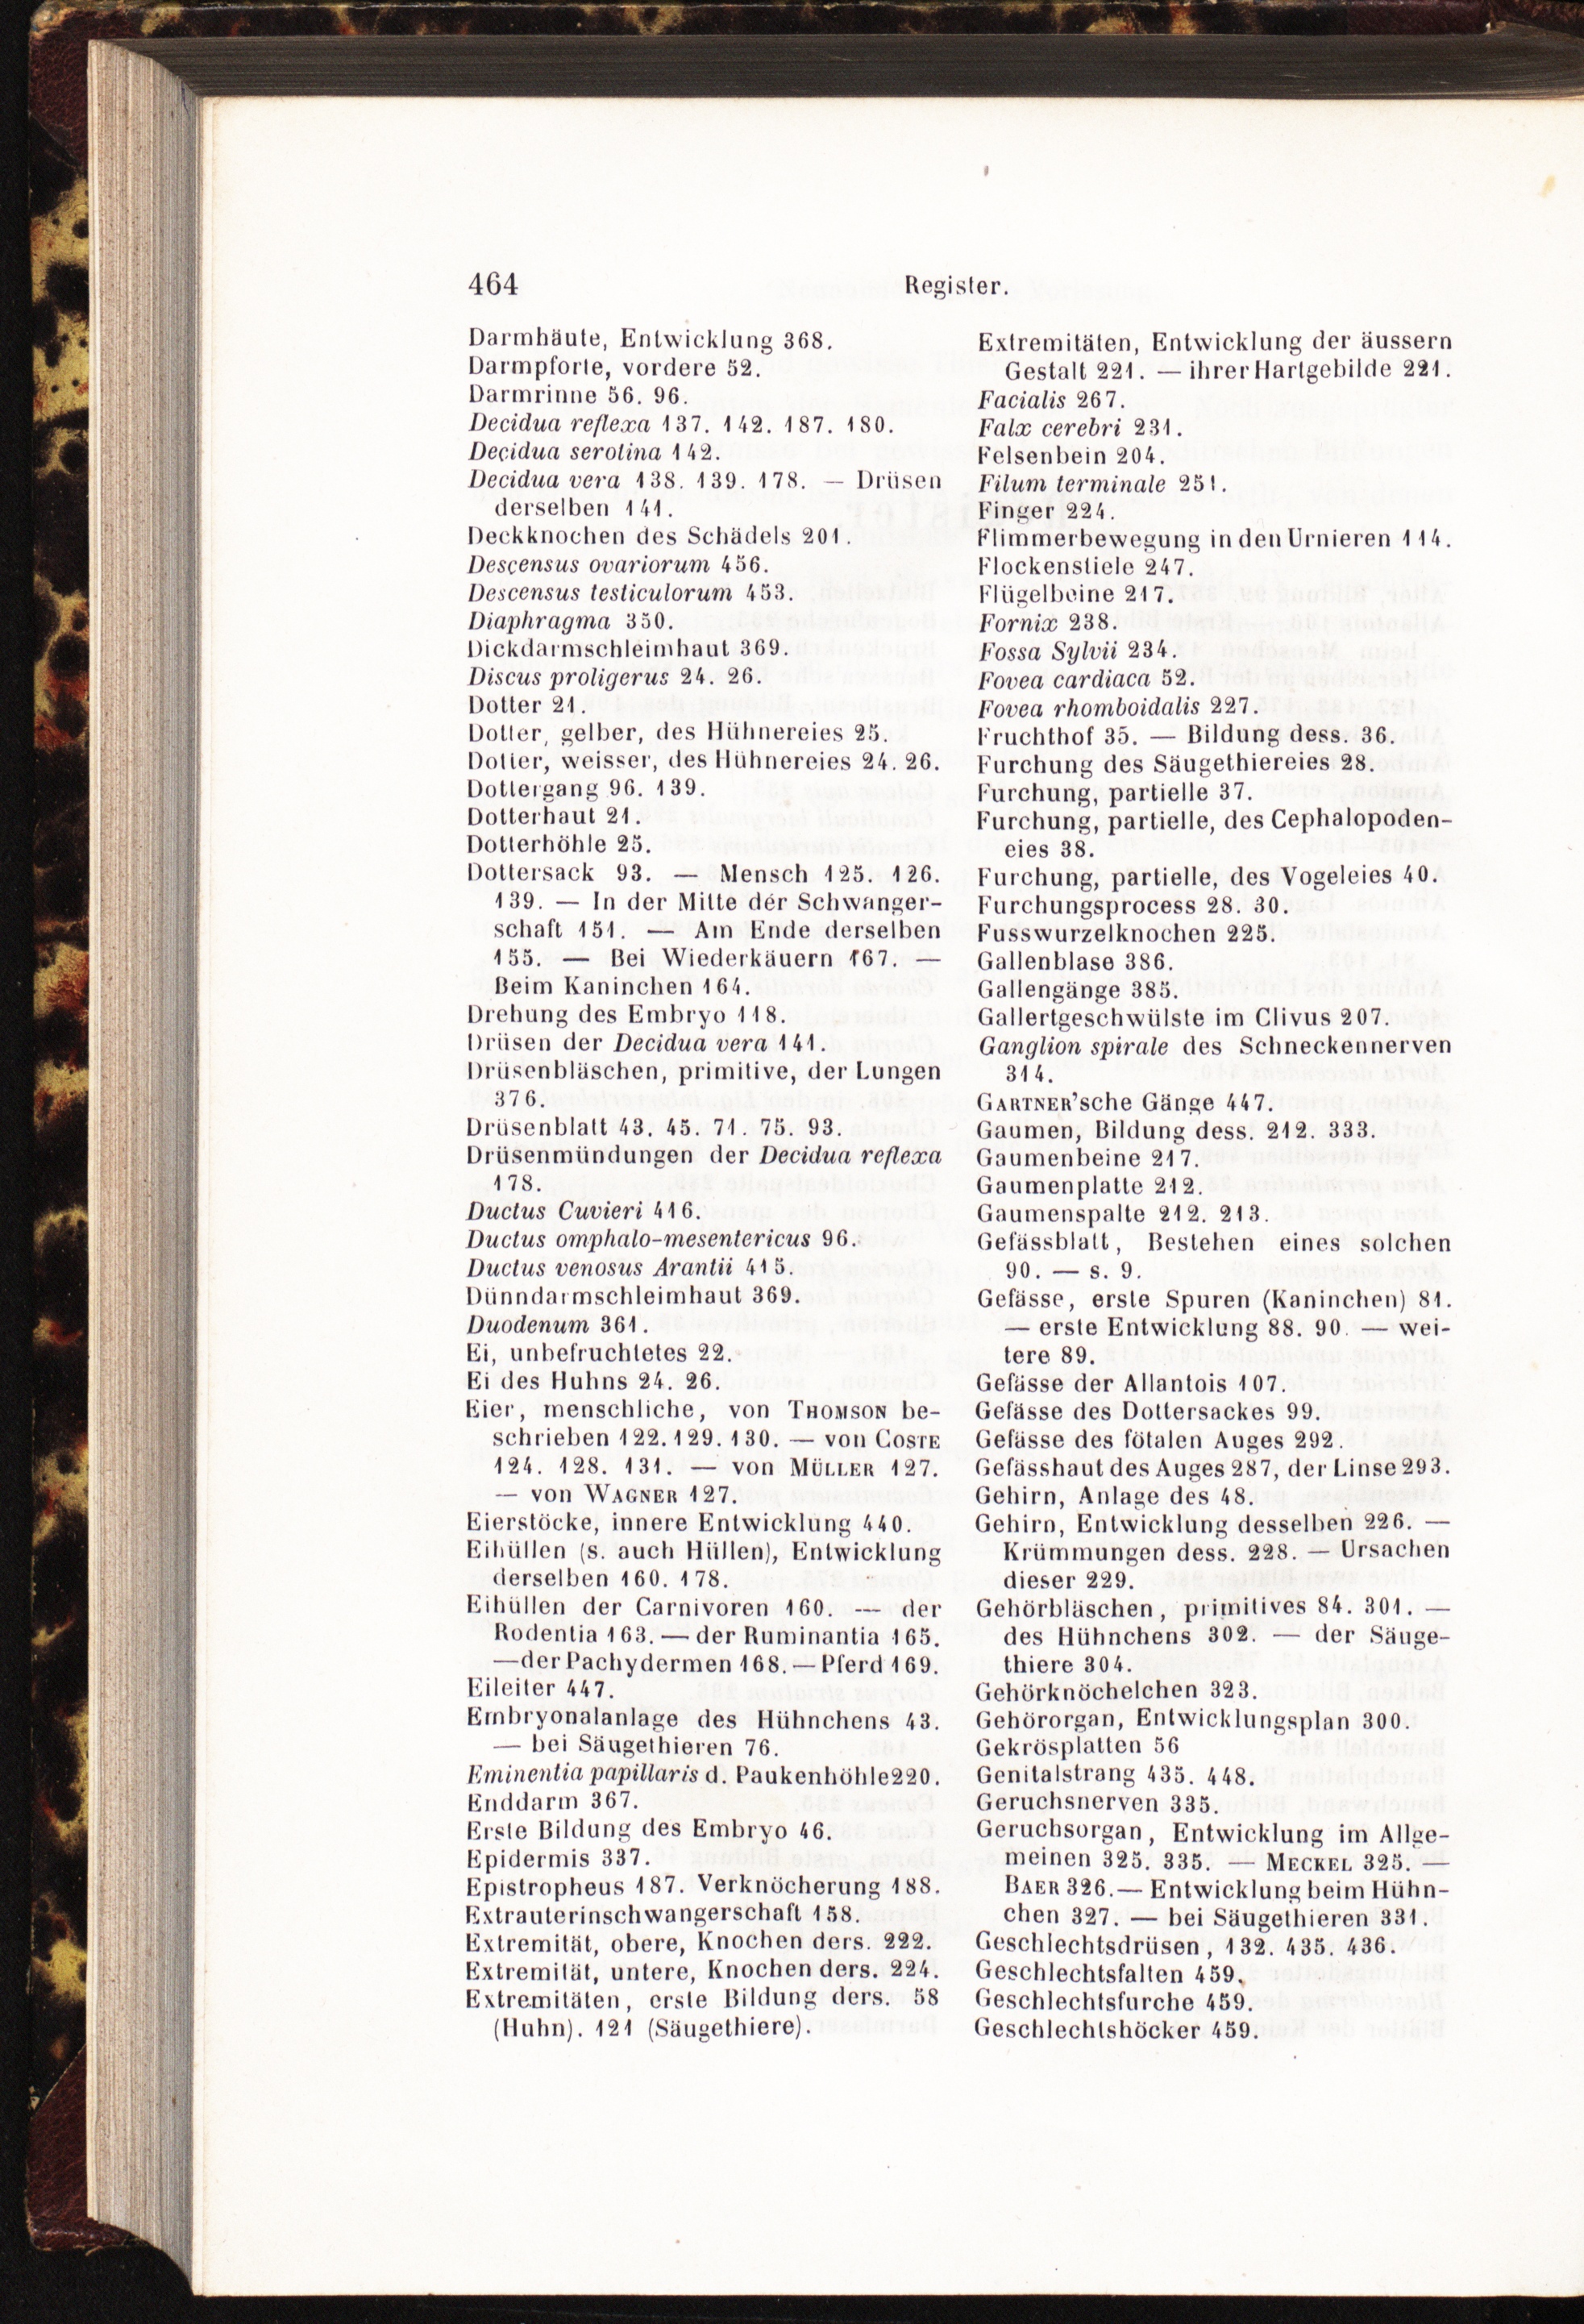 464
Register.
Darmhäute, Entwicklung 368.
Darmpforte, vordere 52.
Darmrinne 56. 96.
Decidua reflexa 137. 142. 187. 180.
Decidua serotina 142.
Decidua vera 138. 139. 178. — Drüsen
derselben 141.
Deckknochen des Schädels 201.
Descensus ovariorum 456.
Descensus testiculorum 453.
Diaphragma 350.
Dickdarmschleimhaut 369.
Discus proligerus 24. 26.
Dotter 21.
Dotter, gelber, des Hühnereies 25.
Dotter, weisser, des Hühnereies 24. 26.
Dottergang 96. 139.
Dotterhaut 21.
Dotterhöhle 25.
Dottersack 93. — Mensch 125. 126.
139. — In der Mitte der Schwanger-
schaft 151. — Am Ende derselben
155. — Bei Wiederkäuern 167. —
Beim Kaninchen 164.
Drehung des Embryo 118.
Drüsen der Decidua vera 141.
Drüsenbläschen, primitive, der Lungen
376.
Drüsenblatt 43. 45. 71. 75. 93.
Drüsenmündungen der Decidua reflexa
178.
Ductus Cuvieri 416.
Ductus omphalo-mesentericus 96.
Ductus venosus Arantii 415.
Dünndarmschleimhaut 369.
Duodenum 361.
Ei, unbefruchtetes 22.
Ei des Huhns 24. 26.
Eier, menschliche, von THOMSON be-
schrieben 122. 129. 130. — von COSTE
124. 128. 131. — von MÜLLER 127.
— von WAGNER 127.
Eierstöcke, innere Entwicklung 440.
Eihüllen (s. auch Hüllen), Entwicklung
derselben 160. 178.
Eihüllen der Carnivoren 160. — der
Rodentia 163. — der Ruminantia 165.
— der Pachydermen 168. — Pferd 169.
Eileiter 447.
Embryonalanlage des Hühnchens 43.
— bei Säugethieren 76.
Eminentia papillaris d. Paukenhöhle 220.
Enddarm 367.
Erste Bildung des Embryo 46.
Epidermis 337.
Epistropheus 187. Verknöcherung 188.
Extrauterinschwangerschaft 158.
Extremität, obere, Knochen ders. 222.
Extremität, untere, Knochen ders. 224.
Extremitäten, erste Bildung ders. 58
(Huhn). 121 (Säugethiere).
Extremitäten, Entwicklung der äussern
Gestalt 221. — ihrer Hartgebilde 221.
Facialis 267.
Falx cerebri 231.
Felsenbein 204.
Filum terminale 251.
Finger 224.
Flimmerbewegung in den Urnieren 114.
Flockenstiele 247.
Flügelbeine 217.
Fornix 238.
Fossa Sylvii 234.
Fovea cardiaca 52.
Fovea rhomboidalis 227.
Fruchthof 35. — Bildung dess. 36.
Furchung des Säugethiereies 28.
Furchung, partielle 37.
Furchung, partielle, des Cephalopoden-
eies 38.
Furchung, partielle, des Vogeleies 40.
Furchungsprocess 28. 30.
Fusswurzelknochen 225.
Gallenblase 386.
Gallengänge 385.
Gallertgeschwülste im Clivus 207.
Ganglion spirale des Schneckennerven
314.
GARTNER'sche Gänge 447.
Gaumen, Bildung dess. 212. 333.
Gaumenbeine 217.
Gaumenplatte 212.
Gaumenspalte 212. 213.
Gefässblatt, Bestehen eines solchen
90. — s. 9.
Gefässe, erste Spuren (Kaninchen) 81.
— erste Entwicklung 88. 90. — wei-
tere 89.
Gefässe der Allantois 107.
Gefässe des Dottersackes 99.
Gefässe des fötalen Auges 292.
Gefässhaut des Auges 287, der Linse 293.
Gehirn, Anlage des 48.
Gehirn, Entwicklung desselben 226. —
Krümmungen dess. 228. — Ursachen
dieser 229.
Gehörbläschen, primitives 84. 301. —
des Hühnchens 302. — der Säuge-
thiere 304.
Gehörknöchelchen 323.
Gehörorgan, Entwicklungsplan 300.
Gekrösplatten 56
Genitalstrang 435. 448.
Geruchsnerven 335.
Geruchsorgan, Entwicklung im Allge-
meinen 325. 335. — MECKEL 325. —
BAER 326. — Entwicklung beim Hühn-
chen 327. — bei Säugethieren 331.
Geschlechtsdrüsen, 132. 435. 436.
Geschlechtsfalten 459.
Geschlechtsfurche 459.
Geschlechtshöcker 459.